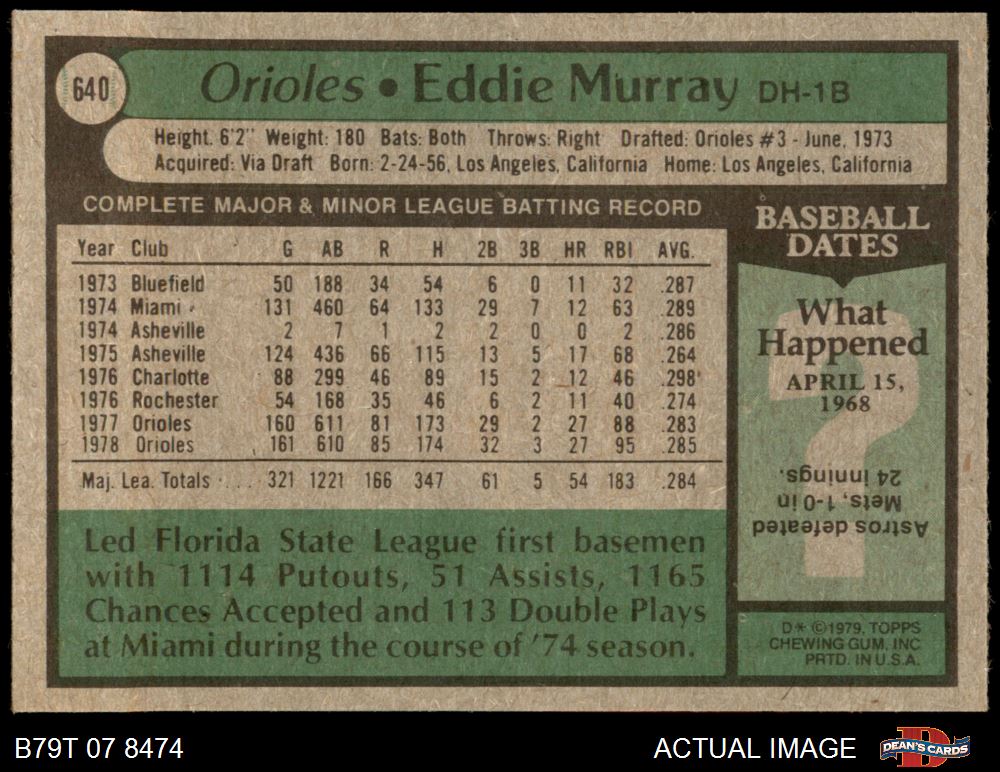 640
Orioles • Eddie Murray DH-1B
Height. 6'2" Weight: 180 Bats: Both Throws: Right Drafted: Orioles #3 - June, 1973
Acquired: Via Draft Born: 2-24-56, Los Angeles, California Home: Los Angeles, California
COMPLETE MAJOR & MINOR LEAGUE BATTING RECORD
Year Club G AB R H 2B 3B HR RBI AVG.
1973 Bluefield 50 188 34 54 6 0 11 32 .287
1974 Miami 131 460 64 133 29 7 12 63 .289
1974 Asheville 2 7 1 2 2 0 0 2 .286
1975 Asheville 124 436 66 115 13 5 17 68 .264
1976 Charlotte 88 299 46 89 15 2 12 46 .298
1976 Rochester 54 168 35 46 6 2 11 40 .274
1977 Orioles 160 611 81 173 29 2 27 88 .283
1978 Orioles 161 610 85 174 32 3 27 95 .285
Maj. Lea. Totals . . . . 321 1221 166 347 61 5 54 183 .284
Led Florida State League first basemen
with 1114 Putouts, 51 Assists, 1165
Chances Accepted and 113 Double Plays
at Miami during the course of '74 season.
BASEBALL
DATES
What
Happened
APRIL 15,
1968
?
Astros defeated
Mets, 1-0 in
24 innings.
D* ©1979, TOPPS
CHEWING GUM, INC
PRTD. IN U.S.A.
B79T 07 8474
ACTUAL IMAGE
D
DEAN'S CARDS